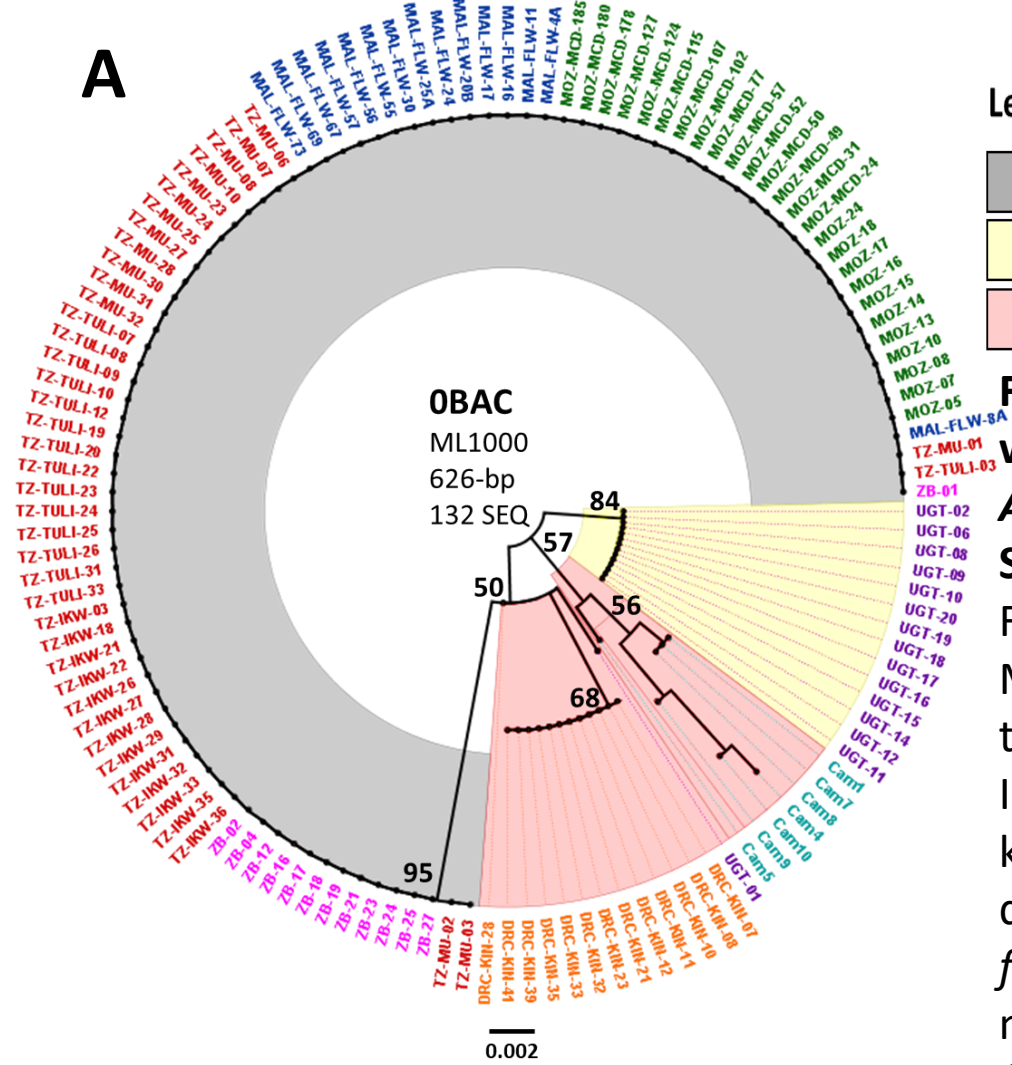 A
MAL-FLW-73
MAL-FLW-69
MAL-FLW-67
MAL-FLW-57
MAL-FLW-56
MAL-FLW-55
MAL-FLW-30
MAL-FLW-25A
MAL-FLW-24
MAL-FLW-20B
MAL-FLW-17
MAL-FLW-16
MAL-FLW-11
MAL-FLW-4A
MOZ-MCD-185
MOZ-MCD-180
MOZ-MCD-178
MOZ-MCD-127
MOZ-MCD-124
MOZ-MCD-115
MOZ-MCD-107
MOZ-MCD-102
MOZ-MCD-77
MOZ-MCD-57
MOZ-MCD-52
MOZ-MCD-50
MOZ-MCD-49
MOZ-MCD-31
MOZ-MCD-24
MOZ-24
MOZ-18
MOZ-17
MOZ-16
MOZ-15
MOZ-14
MOZ-13
MOZ-10
MOZ-08
MOZ-07
MOZ-05
MAL-FLW-8A
TZ-MU-01
TZ-TULI-03
ZB-01
UGT-02
UGT-06
UGT-08
UGT-09
UGT-10
UGT-20
UGT-19
UGT-18
UGT-17
UGT-16
UGT-15
UGT-14
UGT-12
UGT-11
Cam1
Cam7
Cam8
Cam4
Cam10
Cam9
Cam5
UGT-01
DRC-KIN-07
DRC-KIN-08
DRC-KIN-10
DRC-KIN-11
DRC-KIN-12
DRC-KIN-21
DRC-KIN-23
DRC-KIN-32
DRC-KIN-33
DRC-KIN-35
DRC-KIN-39
DRC-KIN-41
DRC-KIN-28
TZ-MU-03
TZ-MU-02
ZB-27
ZB-25
ZB-24
ZB-23
ZB-21
ZB-19
ZB-18
ZB-17
ZB-16
ZB-12
ZB-04
ZB-02
TZ-IKW-36
TZ-IKW-35
TZ-IKW-33
TZ-IKW-32
TZ-IKW-31
TZ-IKW-29
TZ-IKW-28
TZ-IKW-27
TZ-IKW-26
TZ-IKW-22
TZ-IKW-21
TZ-IKW-18
TZ-IKW-03
TZ-TULI-33
TZ-TULI-31
TZ-TULI-26
TZ-TULI-25
TZ-TULI-24
TZ-TULI-23
TZ-TULI-22
TZ-TULI-20
TZ-TULI-19
TZ-TULI-12
TZ-TULI-10
TZ-TULI-09
TZ-TULI-08
TZ-TULI-07
TZ-MU-32
TZ-MU-31
TZ-MU-30
TZ-MU-28
TZ-MU-27
TZ-MU-25
TZ-MU-24
TZ-MU-23
TZ-MU-10
TZ-MU-08
TZ-MU-07
TZ-MU-06
0BAC
ML1000
626-bp
132 SEQ
84
57
50
56
68
95
0.002
Le